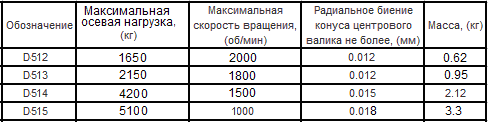 Обозначение | Максимальная осевая нагрузка, (кг) | Максимальная скорость вращения, (об/мин) | Радиальное биение конуса центрового валика не более, (мм) | Масса, (кг)
D512 | 1650 | 2000 | 0.012 | 0.62
D513 | 2150 | 1800 | 0.012 | 0.95
D514 | 4200 | 1500 | 0.015 | 2.12
D515 | 5100 | 1000 | 0.018 | 3.3